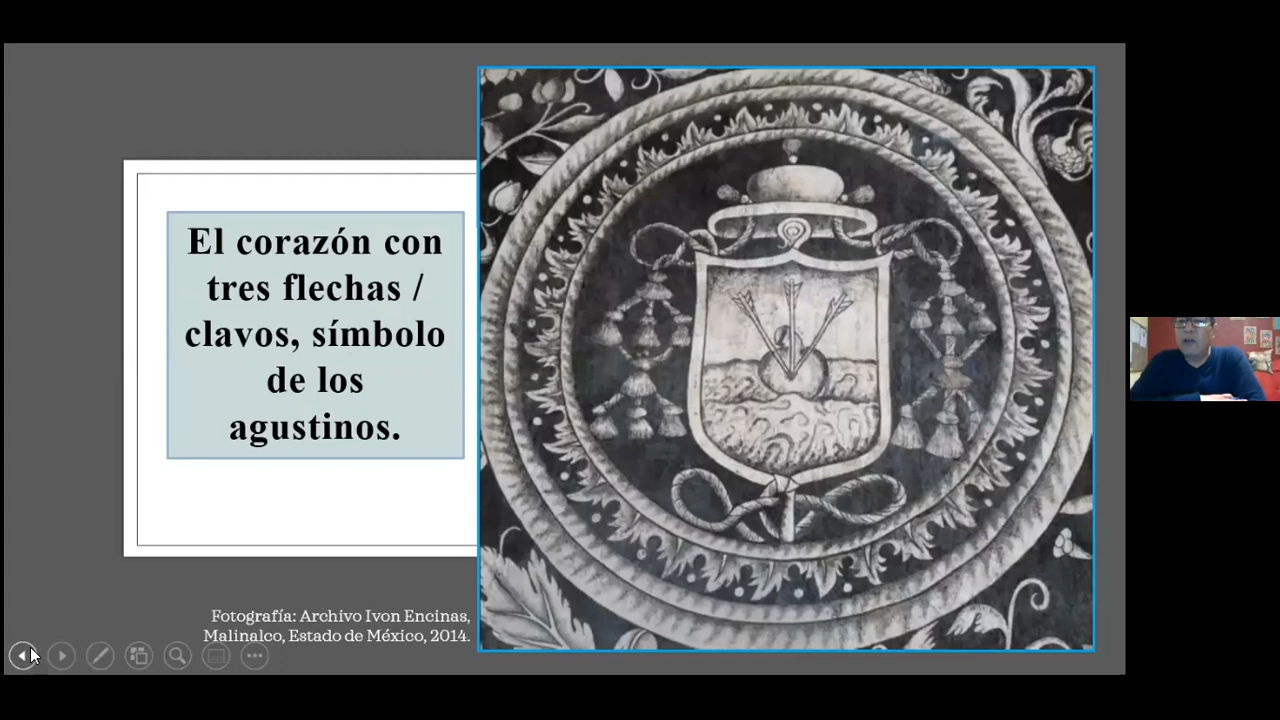 El corazón con
tres flechas /
clavos, símbolo
de los
agustinos.
Fotografía: Archivo Ivon Encinas,
Malinalco, Estado de México, 2014.